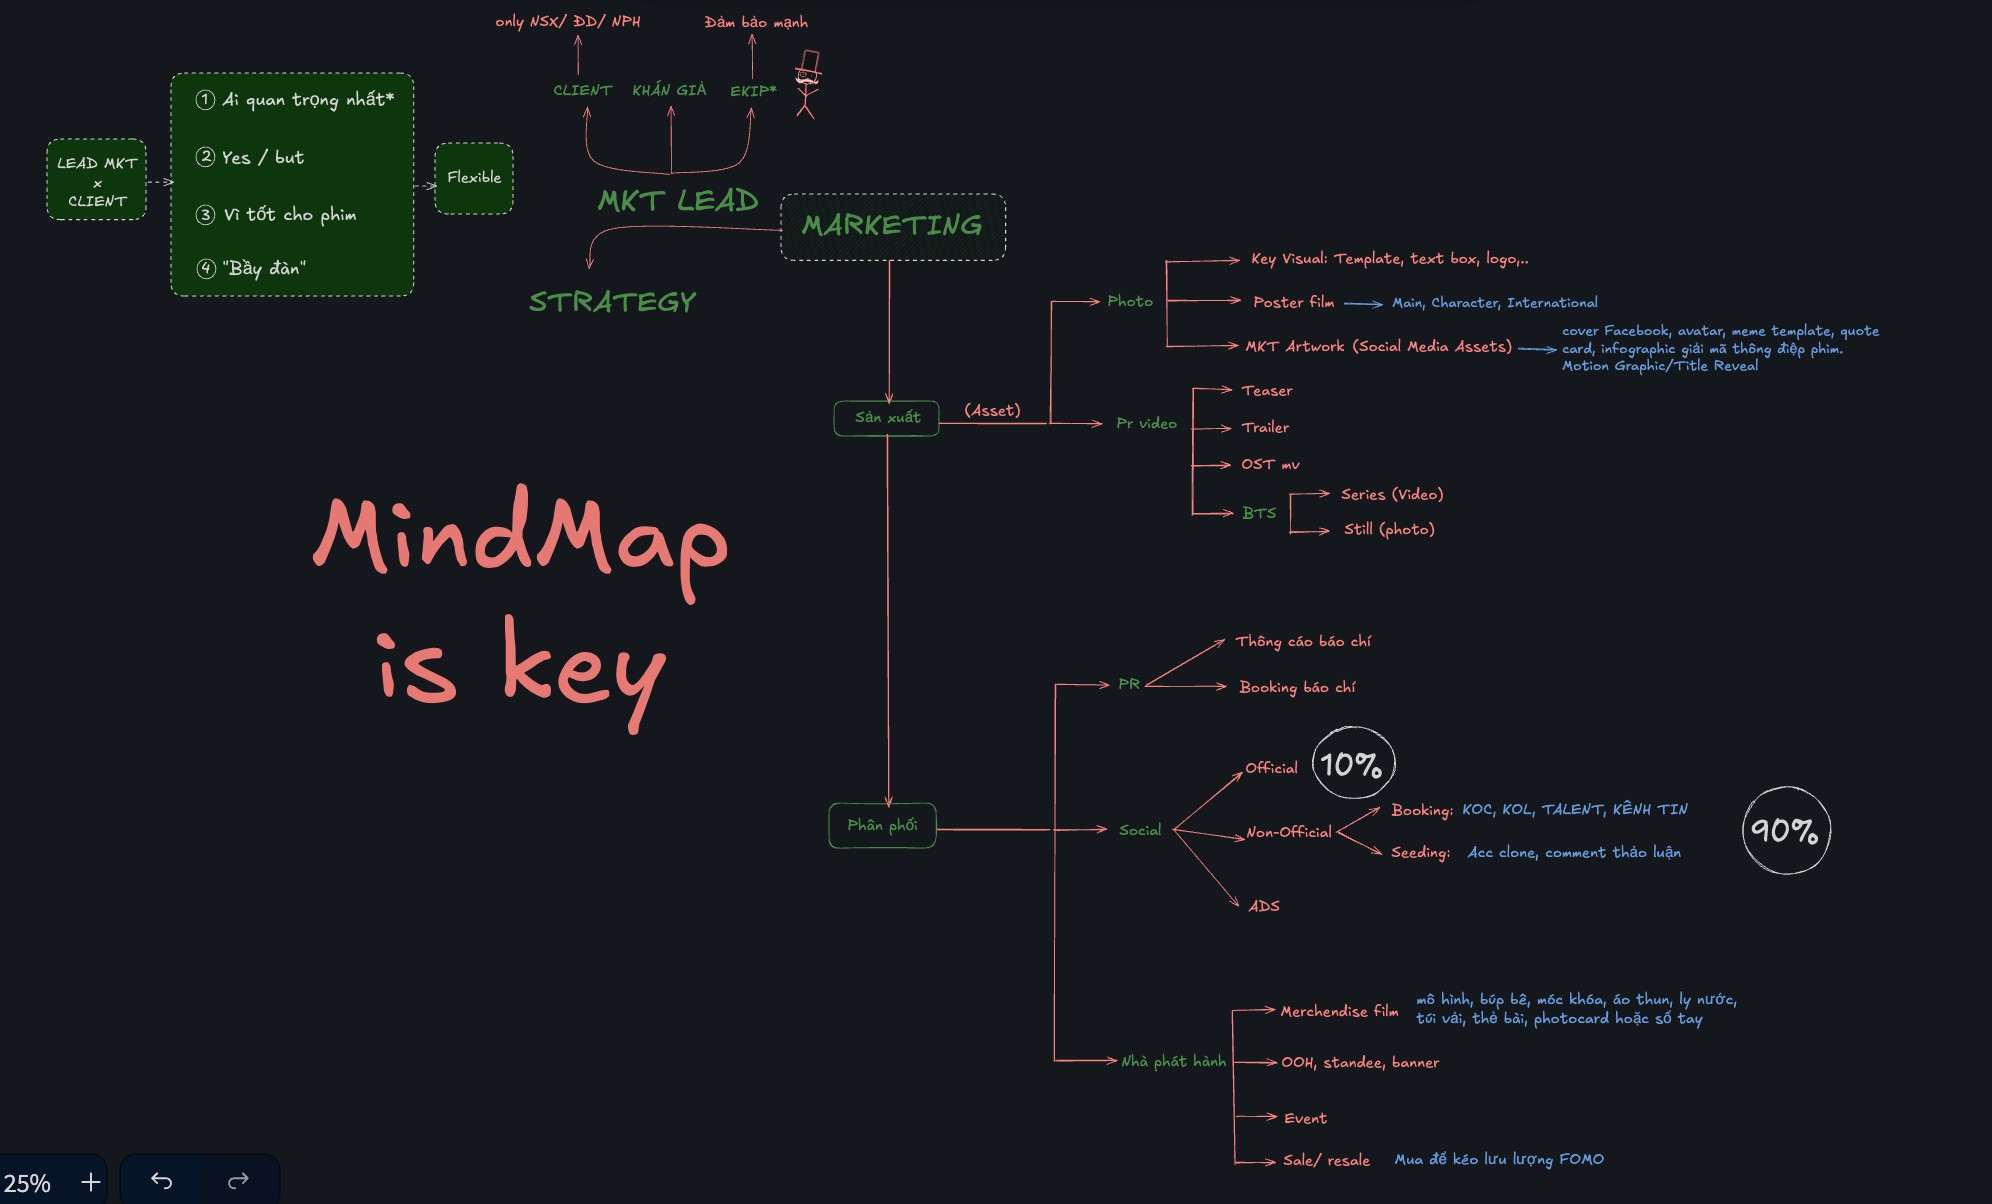 only NSX/ ĐD/ NPH
Đảm bảo mạnh
CLIENT
KHÁN GIẢ
EKIP*
① Ai quan trọng nhất*
② Yes / but
③ Vì tốt cho phim
④ "Bầy đàn"
LEAD MKT
x
CLIENT
Flexible
MKT LEAD
MARKETING
STRATEGY
Photo
Key Visual: Template, text box, logo,..
Poster film
Main, Character, International
MKT Artwork (Social Media Assets)
cover Facebook, avatar, meme template, quote
card, infographic giải mã thông điệp phim.
Motion Graphic/Title Reveal
Sản xuất
(Asset)
Pr video
Teaser
Trailer
OST mv
BTS
Series (Video)
Still (photo)
MindMap
is key
PR
Thông cáo báo chí
Booking báo chí
Phân phối
Social
Official
10%
Non-Official
Booking:
KOC, KOL, TALENT, KÊNH TIN
Seeding:
Acc clone, comment thảo luận
90%
ADS
Nhà phát hành
Merchendise film
mô hình, búp bê, móc khóa, áo thun, ly nước,
túi vải, thẻ bài, photocard hoặc sổ tay
OOH, standee, banner
Event
Sale/ resale
Mua để kéo lưu lượng FOMO
25%